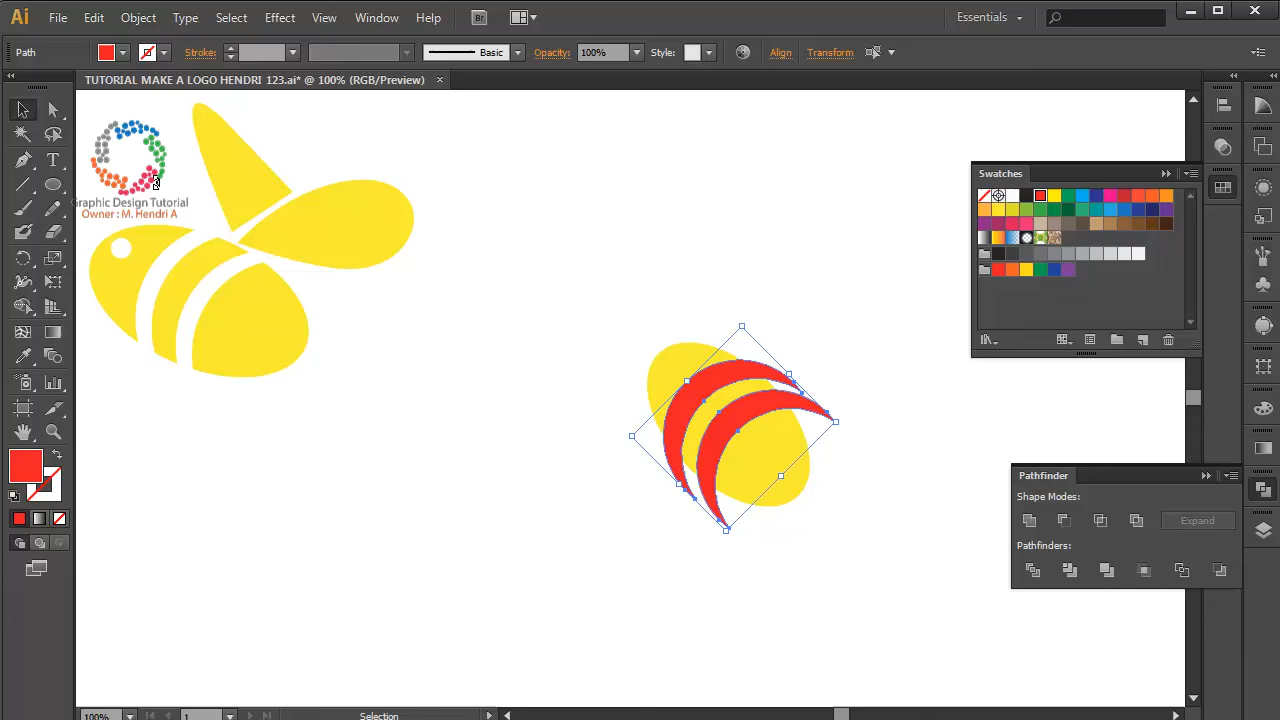 Ai File Edit Object Type Select Effect View Window Help Br Essentials
Path Stroke: Basic Opacity: 100% Style: Align Transform
TUTORIAL MAKE A LOGO HENDRI 123.ai* @ 100% (RGB/Preview)
Swatches
Graphic Design Tutorial
Owner : M. Hendri A
Pathfinder
Shape Modes:
Expand
Pathfinders:
100% 1 Selection